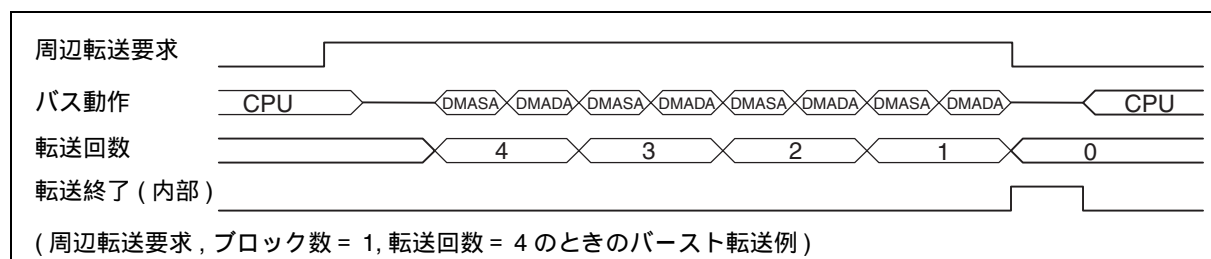 周辺転送要求
バス動作 CPU DMASA DMADA DMASA DMADA DMASA DMADA DMASA DMADA CPU
転送回数 4 3 2 1 0
転送終了 ( 内部 )
( 周辺転送要求 , ブロック数 = 1, 転送回数 = 4 のときのバースト転送例 )